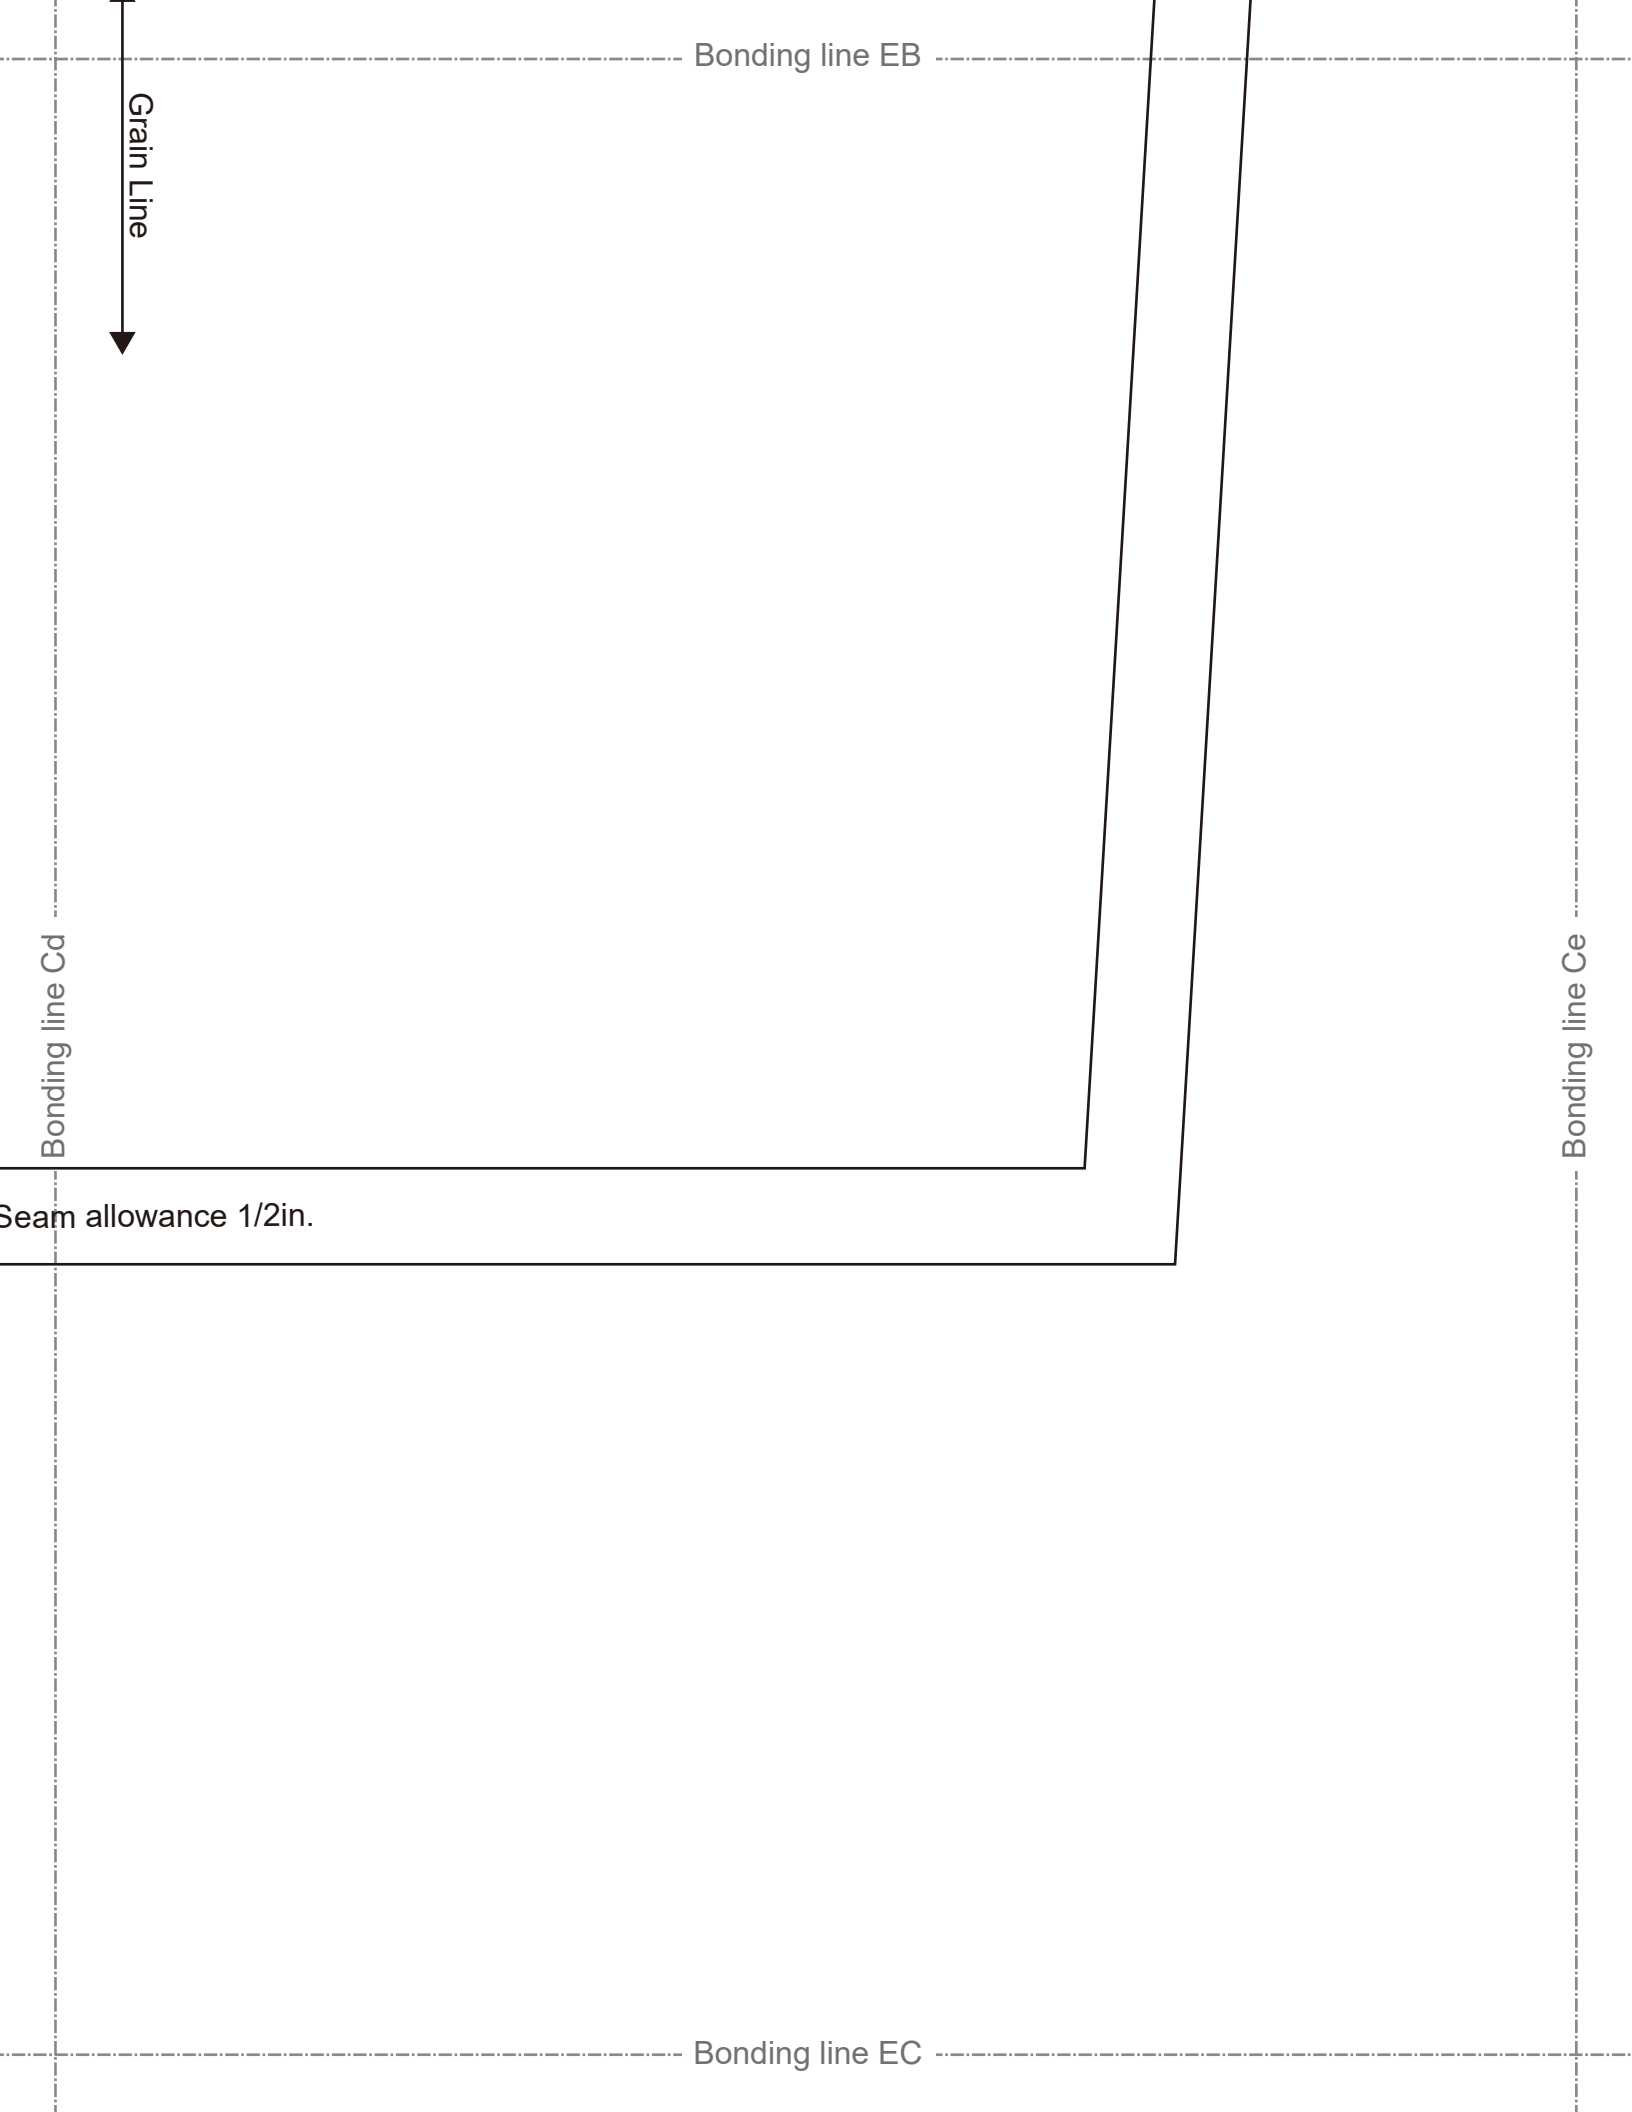 Bonding line EB
Grain Line
Bonding line Cd
Bonding line Ce
Seam allowance 1/2in.
Bonding line EC